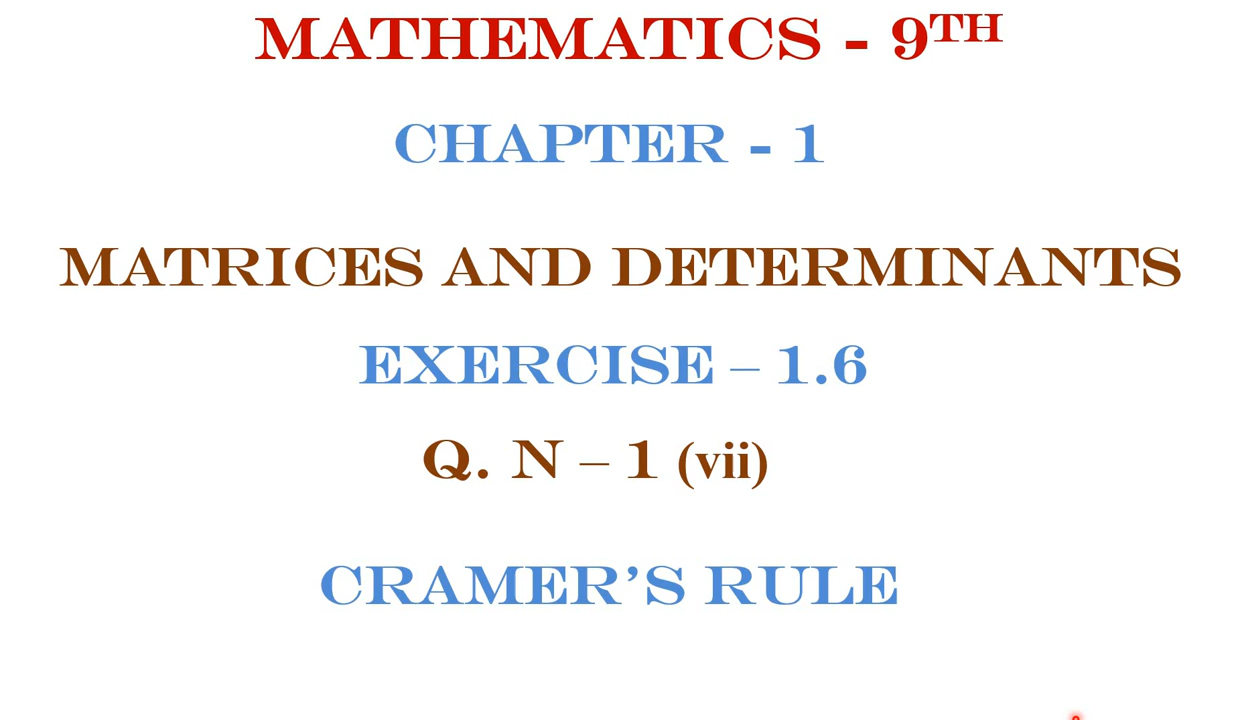 MATHEMATICS - 9TH
CHAPTER - 1
MATRICES AND DETERMINANTS
EXERCISE – 1.6
Q. N – 1 (vii)
CRAMER’S RULE